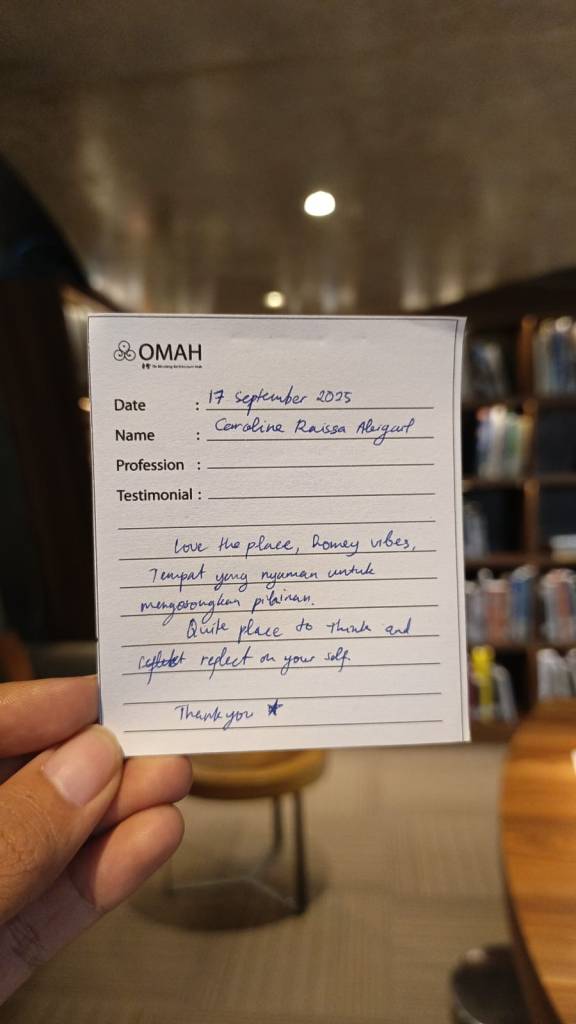 OMAH
Date : 17 September 2025
Name : Caroline Raissa
Profession :
Testimonial :
Love the place, homey vibes,
Tempat yang nyaman untuk
mengosongkan pikiran.
Quite place to think and
reflect on your self.
Thank you